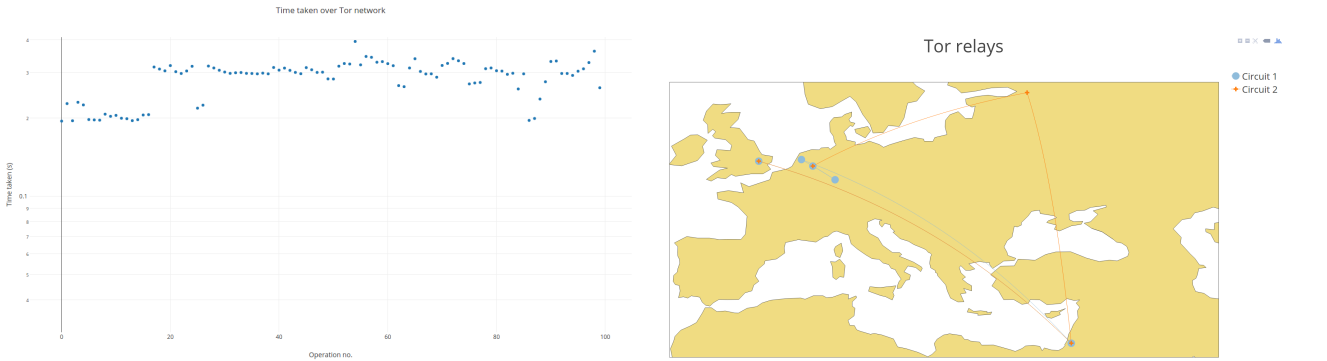 Time taken over Tor network
4
3
2
0.1
9
8
7
6
5
4
Time taken (S)
0
20
40
60
80
100
Operation no.
Tor relays
Circuit 1
Circuit 2